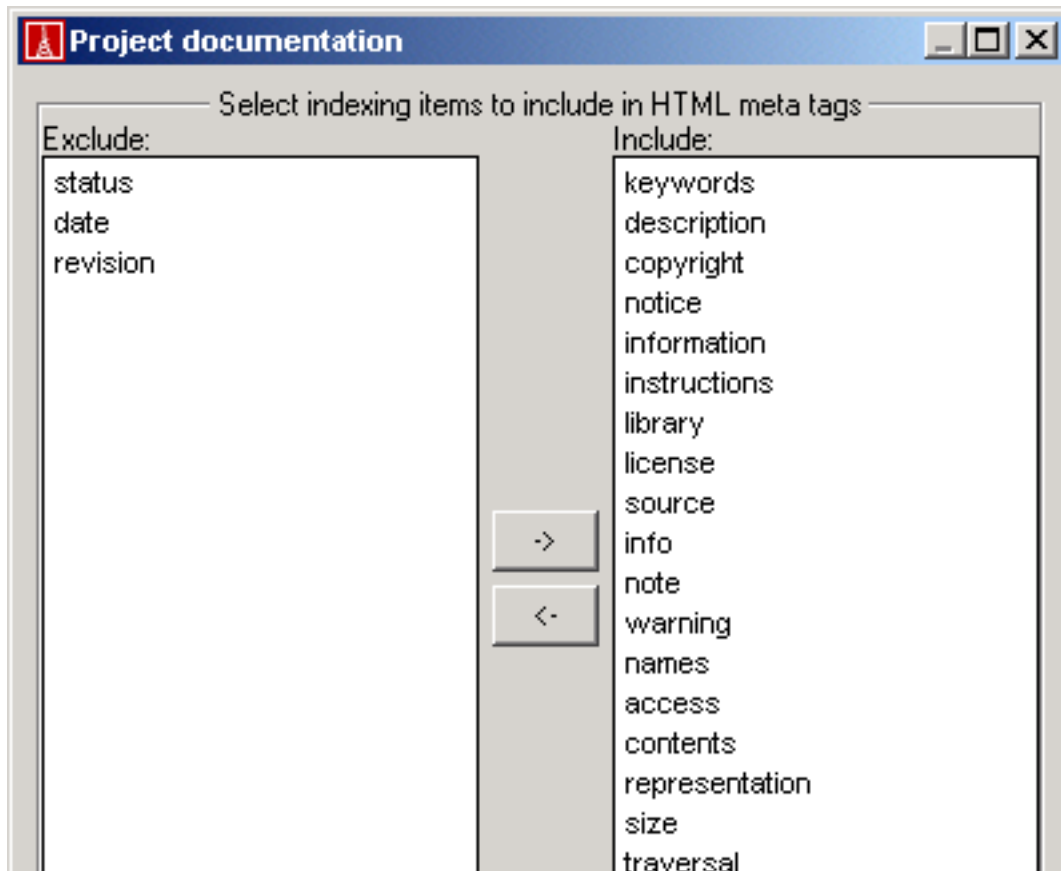 Project documentation
Select indexing items to include in HTML meta tags
Exclude:
status
date
revision
->
<-
Include:
keywords
description
copyright
notice
information
instructions
library
license
source
info
note
warning
names
access
contents
representation
size
traversal